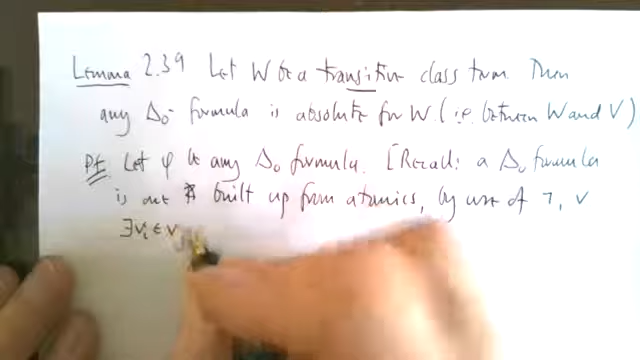 Lemma 2.39 Let W be a transitive class term. Then
any Δ₀- formula is absolute for W. (i.e. between W and V)
Pf Let φ be any Δ₀ formula. [Recall: a Δ₀ formula
is one built up from atomics, by use of ¬, ∨
∃vᵢ ∈ v